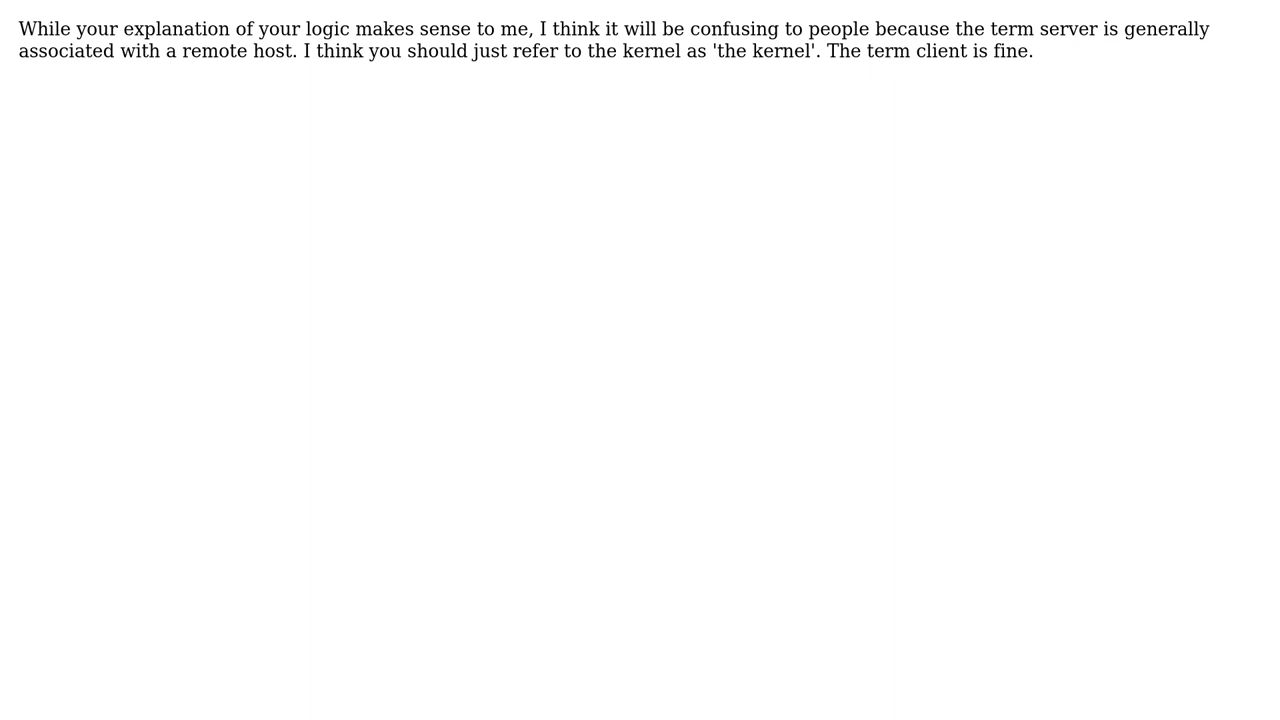 While your explanation of your logic makes sense to me, I think it will be confusing to people because the term server is generally
associated with a remote host. I think you should just refer to the kernel as 'the kernel'. The term client is fine.